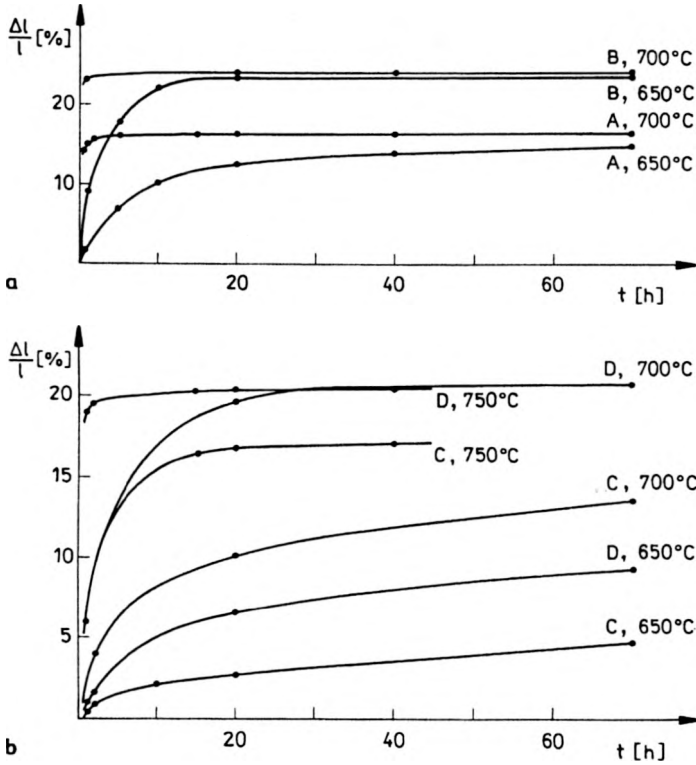 Δl/l [%]
B, 700°C
B, 650°C
A, 700°C
A, 650°C
20
10
20
40
60
t [h]
a
Δl/l [%]
D, 700°C
D, 750°C
C, 750°C
C, 700°C
D, 650°C
C, 650°C
20
15
10
5
20
40
60
t [h]
b